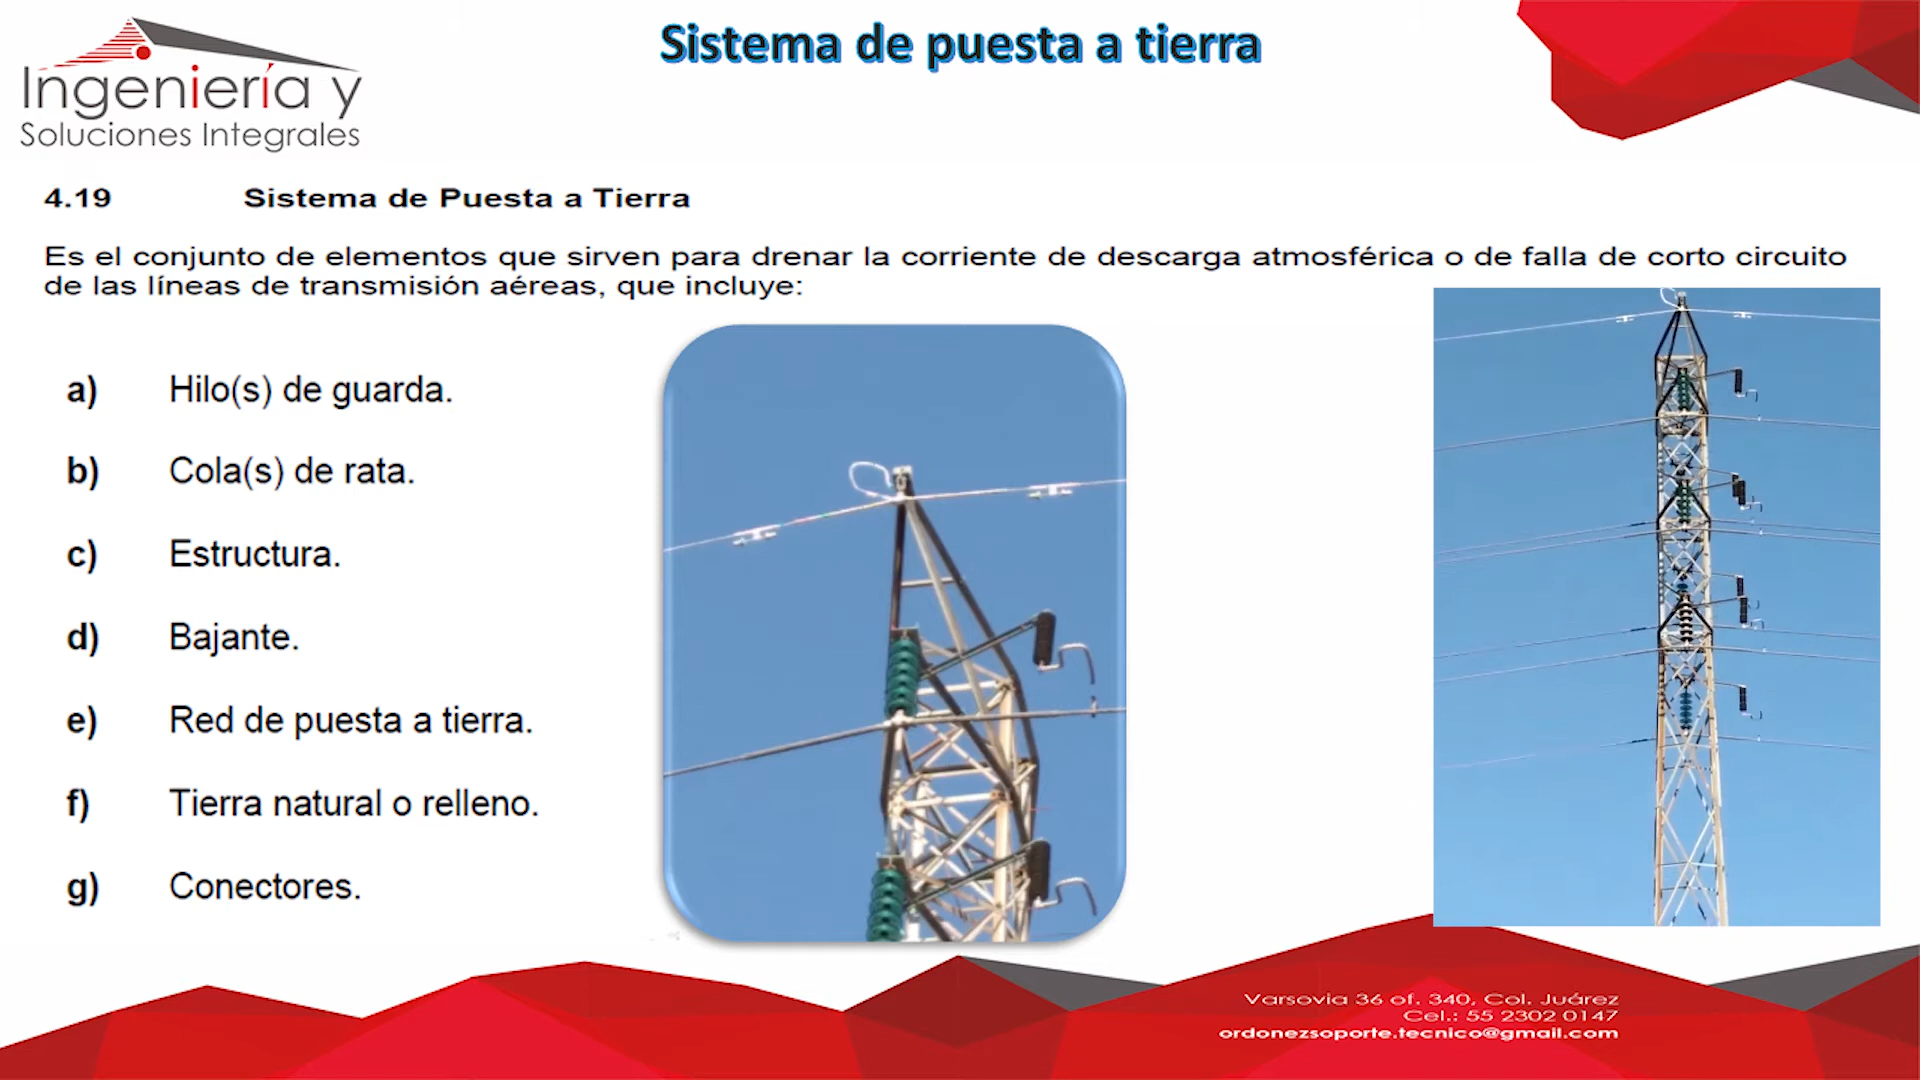 Sistema de puesta a tierra
Ingeniería y
Soluciones Integrales
4.19 Sistema de Puesta a Tierra
Es el conjunto de elementos que sirven para drenar la corriente de descarga atmosférica o de falla de corto circuito
de las líneas de transmisión aéreas, que incluye:
a) Hilo(s) de guarda.
b) Cola(s) de rata.
c) Estructura.
d) Bajante.
e) Red de puesta a tierra.
f) Tierra natural o relleno.
g) Conectores.
Varsovia 36 of. 340, Col. Juárez
Cel.: 55 2302 0147
ordonezsoporte.tecnico@gmail.com